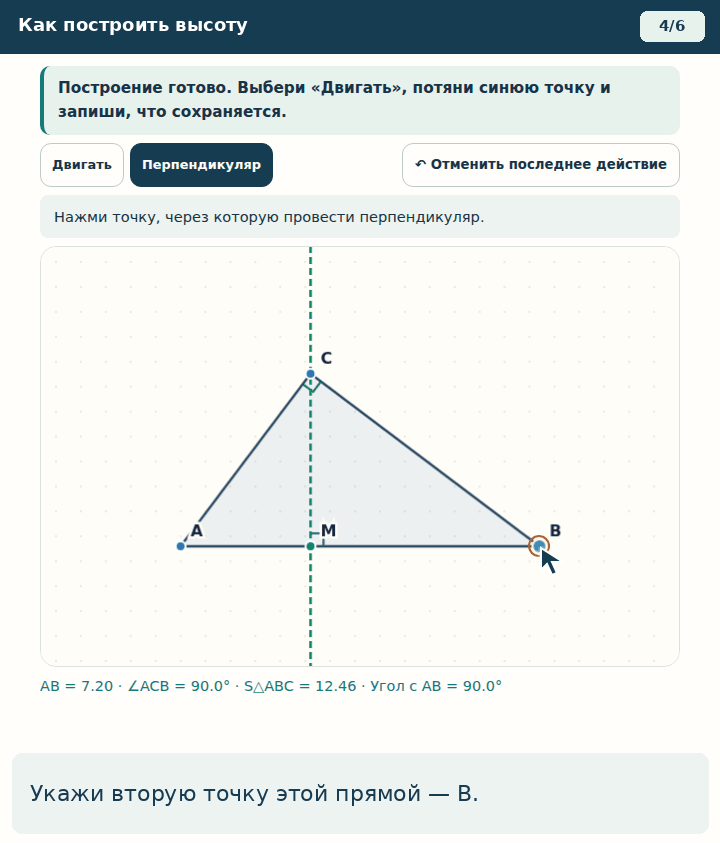 Как построить высоту
4/6
Построение готово. Выбери «Двигать», потяни синюю точку и
запиши, что сохраняется.
Двигать
Перпендикуляр
↶ Отменить последнее действие
Нажми точку, через которую провести перпендикуляр.
C
A
M
B
AB = 7.20 · ∠ACB = 90.0° · S△ABC = 12.46 · Угол с AB = 90.0°
Укажи вторую точку этой прямой — B.